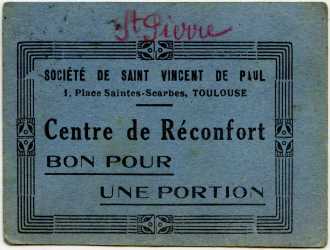 St Pierre
SOCIÉTÉ DE SAINT VINCENT DE PAUL
1, Place Saintes-Scarbes, TOULOUSE
Centre de Réconfort
BON POUR
UNE PORTION